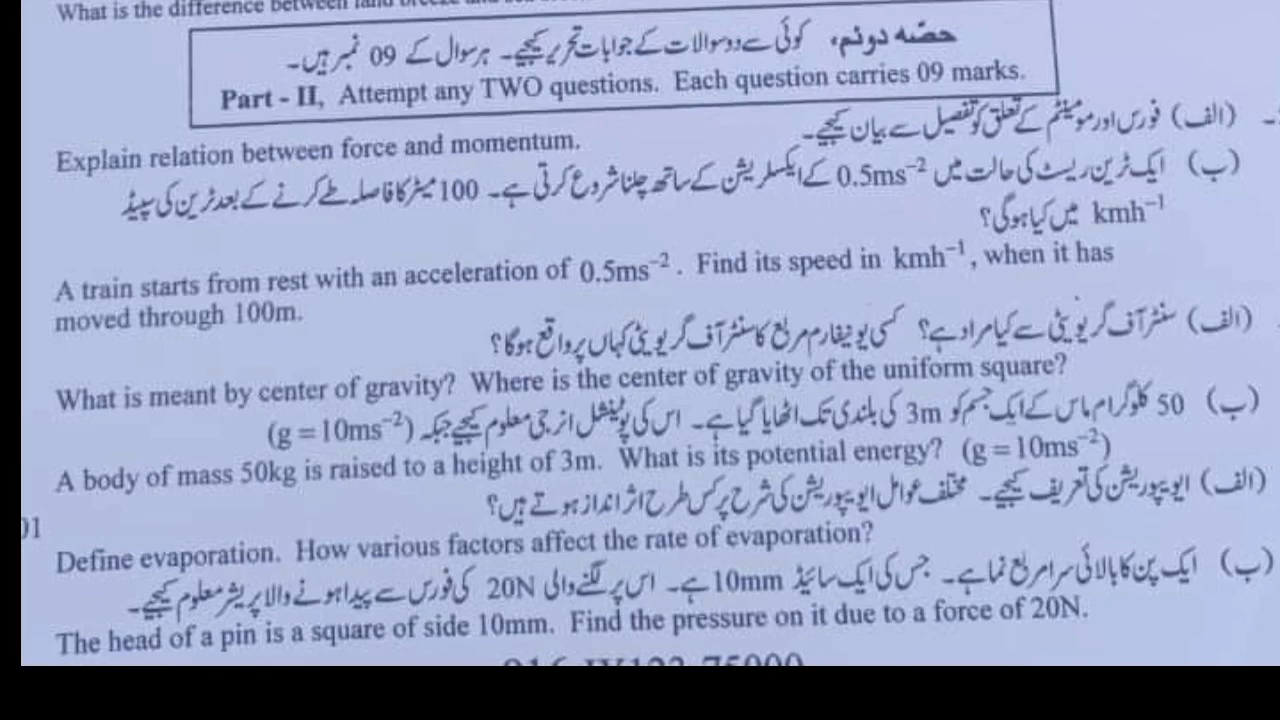 What is the difference between land breeze and
حصّہ دوئم، کوئی سے دو سوالات کے جوابات تحریر کیجیے۔ ہر سوال کے 09 نمبر ہیں۔
Part - II, Attempt any TWO questions. Each question carries 09 marks.
(الف) فورس اور مومینٹم کے تعلق کو تفصیل سے بیان کیجیے۔
Explain relation between force and momentum.
(ب) ایک ٹرین ریسٹ کی حالت میں 0.5ms⁻² کے ایکسلریشن کے ساتھ چلنا شروع کرتی ہے۔ 100 میٹر کا فاصلہ طے کرنے کے بعد ٹرین کی سپیڈ
kmh⁻¹ میں کیا ہوگی؟
A train starts from rest with an acceleration of 0.5ms⁻². Find its speed in kmh⁻¹, when it has
moved through 100m.
(الف) سنٹر آف گریویٹی سے کیا مراد ہے؟ کسی یونیفارم مربع کا سنٹر آف گریویٹی کہاں پر واقع ہوگا؟
What is meant by center of gravity? Where is the center of gravity of the uniform square?
(ب) 50 کلوگرام ماس کے ایک جسم کو 3m کی بلندی تک اٹھایا گیا ہے۔ اس کی پوٹینشل انرجی معلوم کیجیے جبکہ (g = 10ms⁻²)
A body of mass 50kg is raised to a height of 3m. What is its potential energy? (g = 10ms⁻²)
(الف) ایویپوریشن کی تعریف کیجیے۔ مختلف عوامل ایویپوریشن کی شرح پر کس طرح اثر انداز ہوتے ہیں؟
01
Define evaporation. How various factors affect the rate of evaporation?
(ب) ایک پن کا بالائی سرا مربع نما ہے۔ جس کی ایک سائیڈ 10mm ہے۔ اس پر لگنے والی 20N کی فورس سے پیدا ہونے والا پریشر معلوم کیجیے۔
The head of a pin is a square of side 10mm. Find the pressure on it due to a force of 20N.